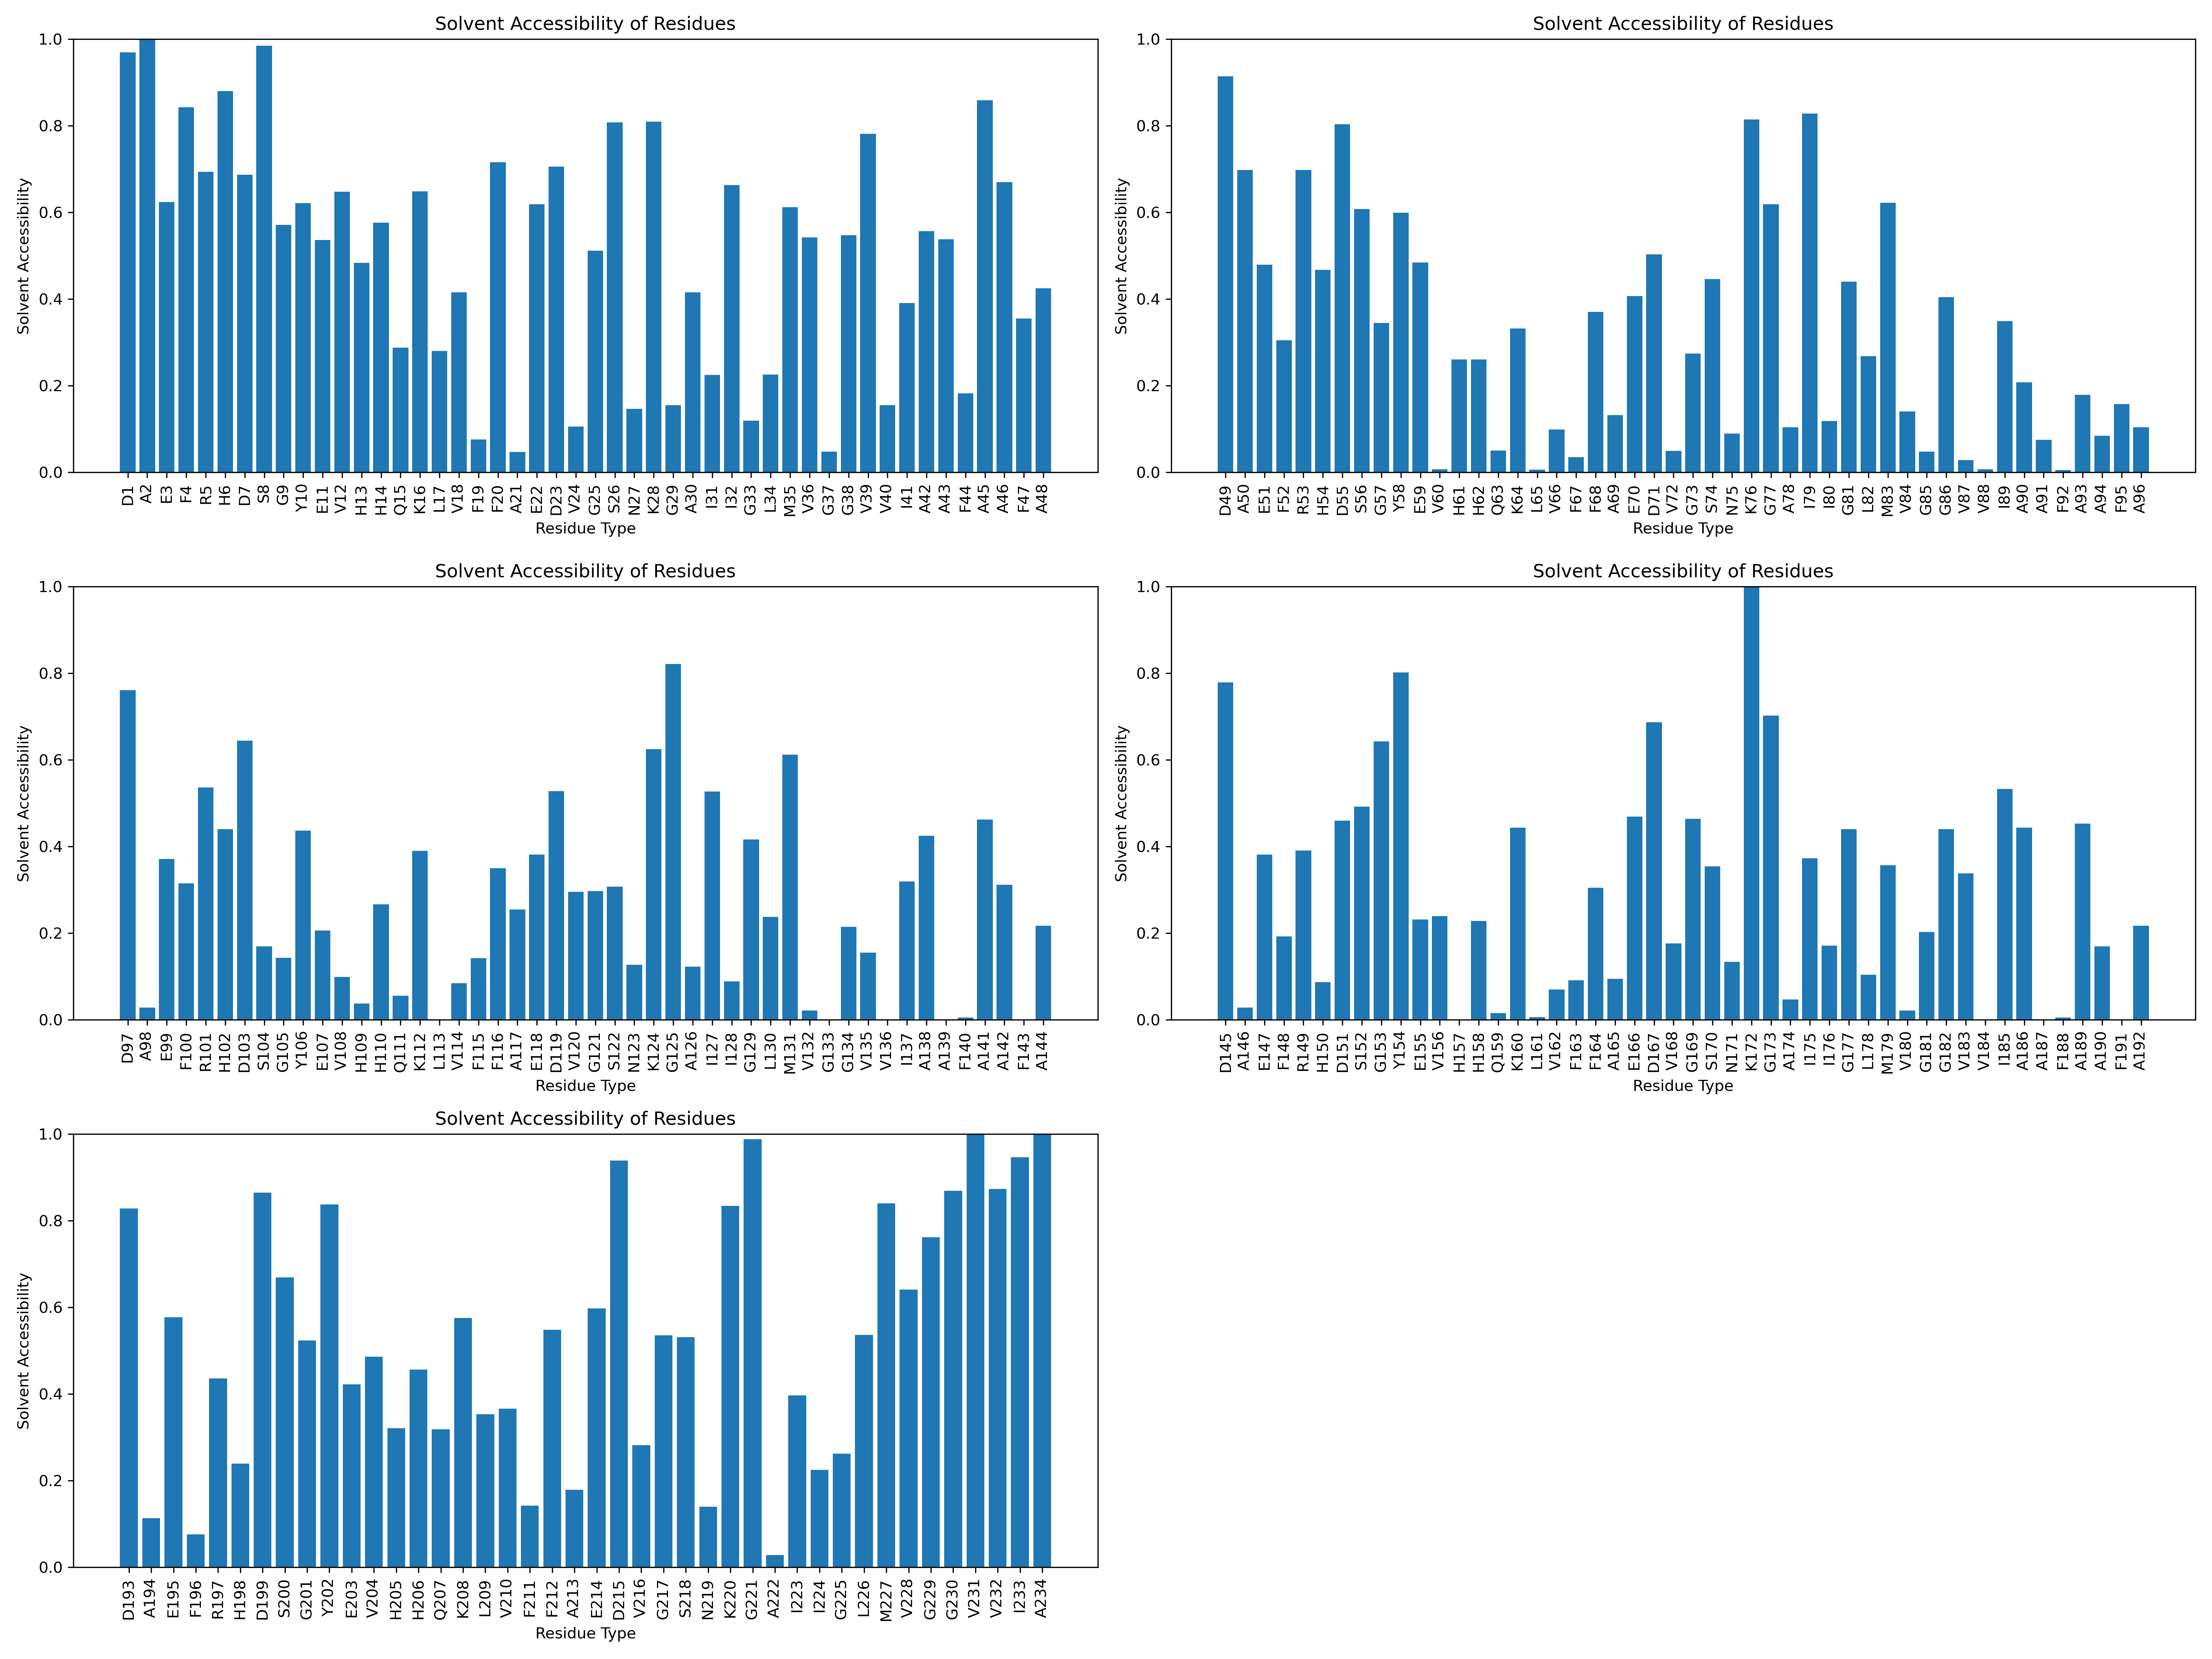 Solvent Accessibility of Residues
Solvent Accessibility
1.0
0.8
0.6
0.4
0.2
0.0
D1 A2 E3 F4 R5 H6 D7 S8 G9 Y10 E11 V12 H13 H14 Q15 K16 L17 V18 F19 F20 A21 E22 D23 V24 G25 S26 N27 K28 G29 A30 I31 I32 G33 L34 M35 V36 G37 G38 V39 V40 I41 A42 A43 F44 A45 A46 F47 A48
Residue Type
Solvent Accessibility of Residues
Solvent Accessibility
1.0
0.8
0.6
0.4
0.2
0.0
D49 A50 E51 F52 R53 H54 D55 S56 G57 Y58 E59 V60 H61 H62 Q63 K64 L65 V66 F67 F68 A69 E70 D71 V72 G73 S74 N75 K76 G77 A78 I79 I80 G81 L82 M83 V84 G85 G86 V87 V88 I89 A90 A91 F92 A93 A94 F95 A96
Residue Type
Solvent Accessibility of Residues
Solvent Accessibility
1.0
0.8
0.6
0.4
0.2
0.0
D97 A98 E99 F100 R101 H102 D103 S104 G105 Y106 E107 V108 H109 H110 Q111 K112 L113 V114 F115 F116 A117 E118 D119 V120 G121 S122 N123 K124 G125 A126 I127 I128 G129 L130 M131 V132 G133 G134 V135 V136 I137 A138 A139 F140 A141 A142 F143 A144
Residue Type
Solvent Accessibility of Residues
Solvent Accessibility
1.0
0.8
0.6
0.4
0.2
0.0
D145 A146 E147 F148 R149 H150 D151 S152 G153 Y154 E155 V156 H157 H158 Q159 K160 L161 V162 F163 F164 A165 E166 D167 V168 G169 S170 N171 K172 G173 A174 I175 I176 G177 L178 M179 V180 G181 G182 V183 V184 I185 A186 A187 F188 A189 A190 F191 A192
Residue Type
Solvent Accessibility of Residues
Solvent Accessibility
1.0
0.8
0.6
0.4
0.2
0.0
D193 A194 E195 F196 R197 H198 D199 S200 G201 Y202 E203 V204 H205 H206 Q207 K208 L209 V210 F211 F212 A213 E214 D215 V216 G217 S218 N219 K220 G221 A222 I223 I224 G225 L226 M227 V228 G229 G230 V231 V232 I233 A234
Residue Type